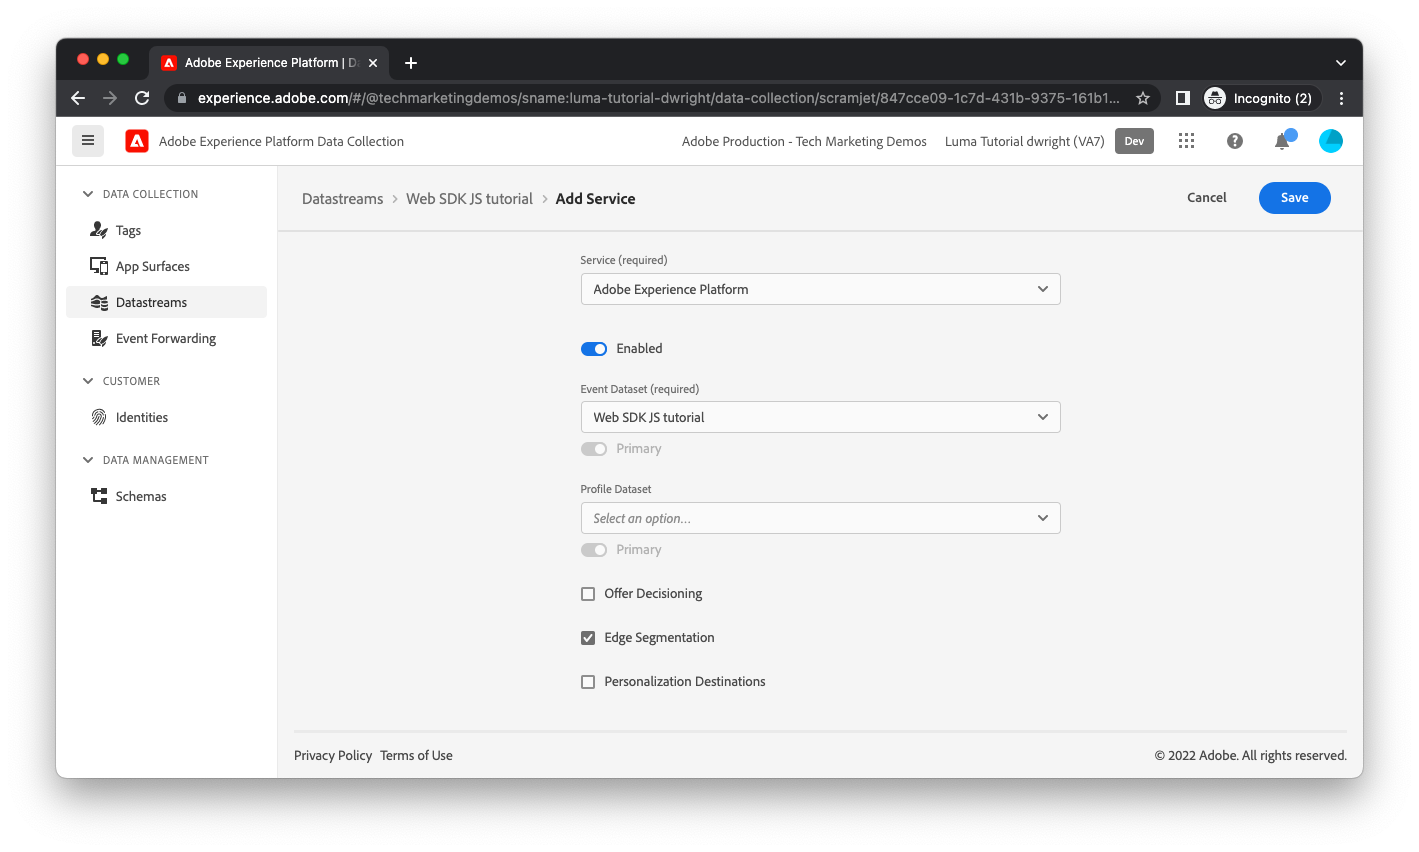 Adobe Experience Platform | D
experience.adobe.com/#/@techmarketingdemos/sname:luma-tutorial-dwright/data-collection/scramjet/847cce09-1c7d-431b-9375-161b1...
Incognito (2)
Adobe Experience Platform Data Collection
Adobe Production - Tech Marketing Demos
Luma Tutorial dwright (VA7)
Dev
DATA COLLECTION
Tags
App Surfaces
Datastreams
Event Forwarding
CUSTOMER
Identities
DATA MANAGEMENT
Schemas
Datastreams > Web SDK JS tutorial > Add Service
Cancel
Save
Service (required)
Adobe Experience Platform
Enabled
Event Dataset (required)
Web SDK JS tutorial
Primary
Profile Dataset
Select an option...
Primary
Offer Decisioning
Edge Segmentation
Personalization Destinations
Privacy Policy Terms of Use
© 2022 Adobe. All rights reserved.